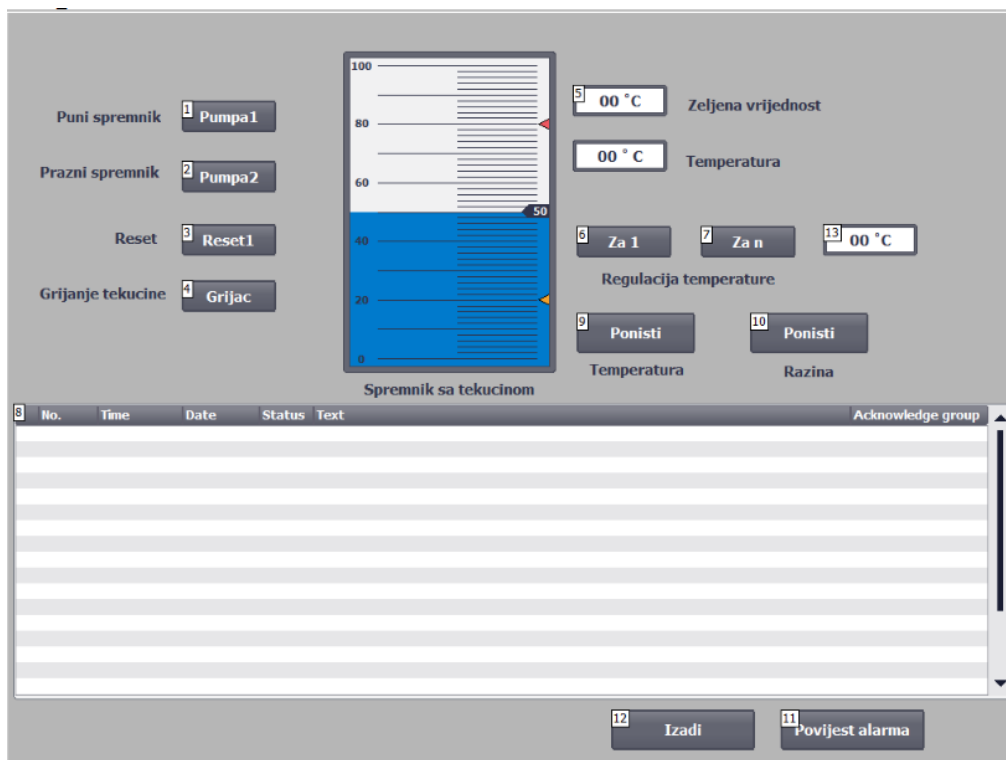 Puni spremnik
1 Pumpa1
Prazni spremnik
2 Pumpa2
Reset
3 Reset1
Grijanje tekucine
4 Grijac
100
80
60
50
40
20
0
Spremnik sa tekucinom
5 00 °C
Zeljena vrijednost
00 ° C
Temperatura
6 Za 1
7 Za n
13 00 °C
Regulacija temperature
9 Ponisti
10 Ponisti
Temperatura
Razina
8 No. Time Date Status Text Acknowledge group
12 Izadi
11 Povijest alarma